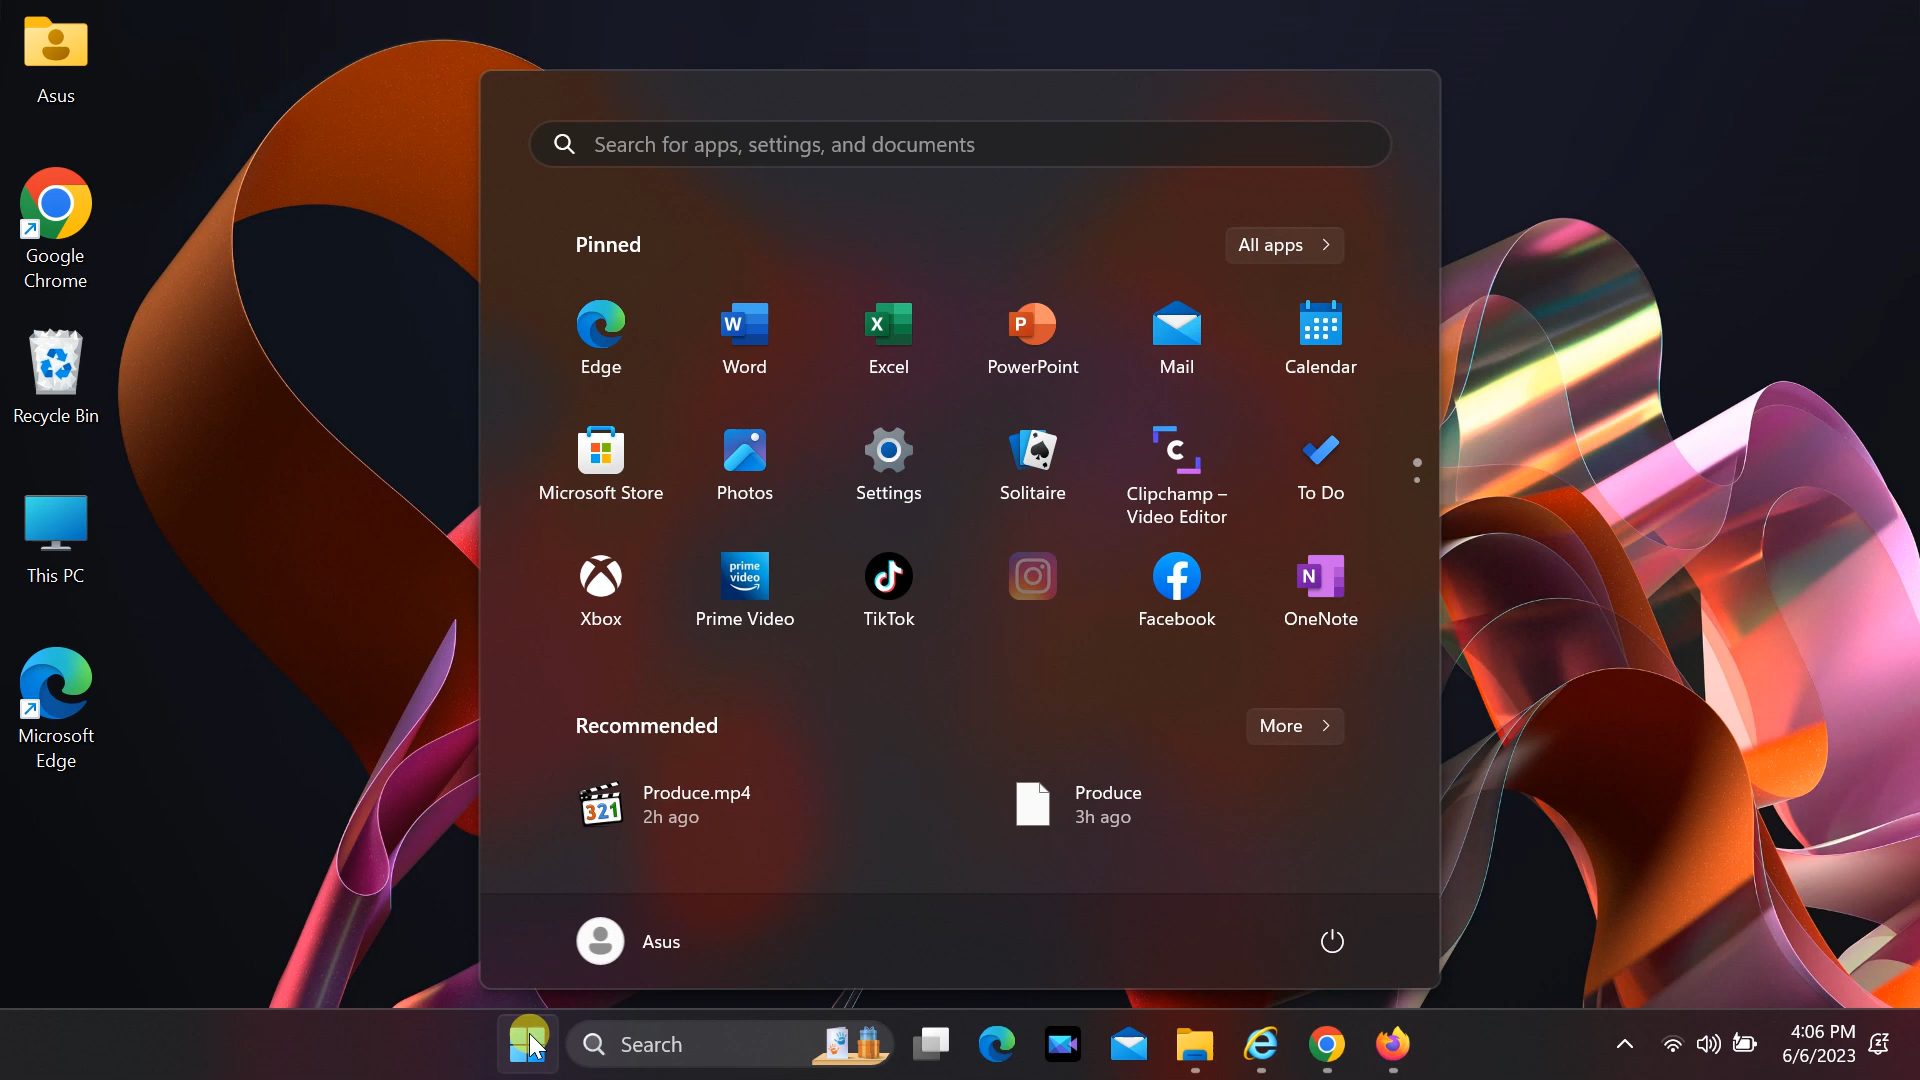 Asus
Google
Chrome
Recycle Bin
This PC
Microsoft
Edge
Search for apps, settings, and documents
Pinned
All apps
Edge
Word
Excel
PowerPoint
Mail
Calendar
Microsoft Store
Photos
Settings
Solitaire
Clipchamp –
Video Editor
To Do
Xbox
prime
video
Prime Video
TikTok
Facebook
OneNote
Recommended
More
321
Produce.mp4
2h ago
Produce
3h ago
Asus
Search
4:06 PM
6/6/2023